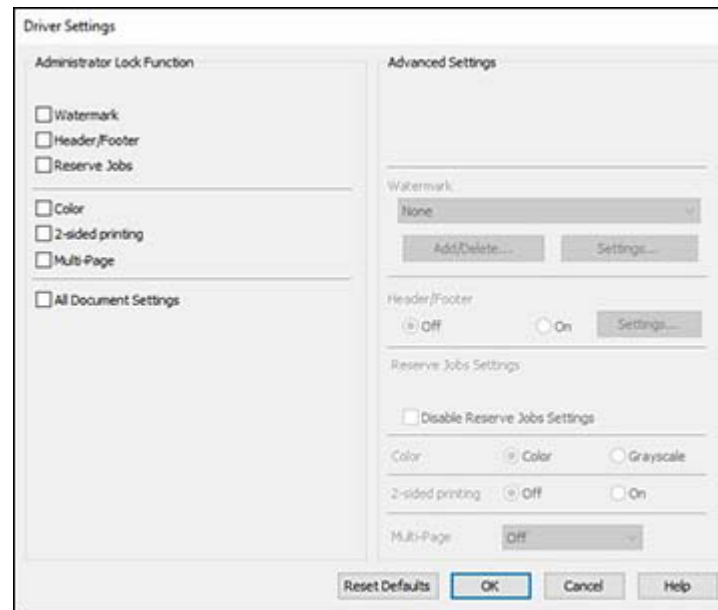 Driver Settings
Administrator Lock Function
Watermark
Header/Footer
Reserve Jobs
Color
2-sided printing
Multi-Page
All Document Settings
Advanced Settings
Watermark
None
Add/Delete... Settings...
Header/Footer
Off On Settings...
Reserve Jobs Settings
Disable Reserve Jobs Settings
Color Color Grayscale
2-sided printing Off On
Multi-Page Off
Reset Defaults OK Cancel Help